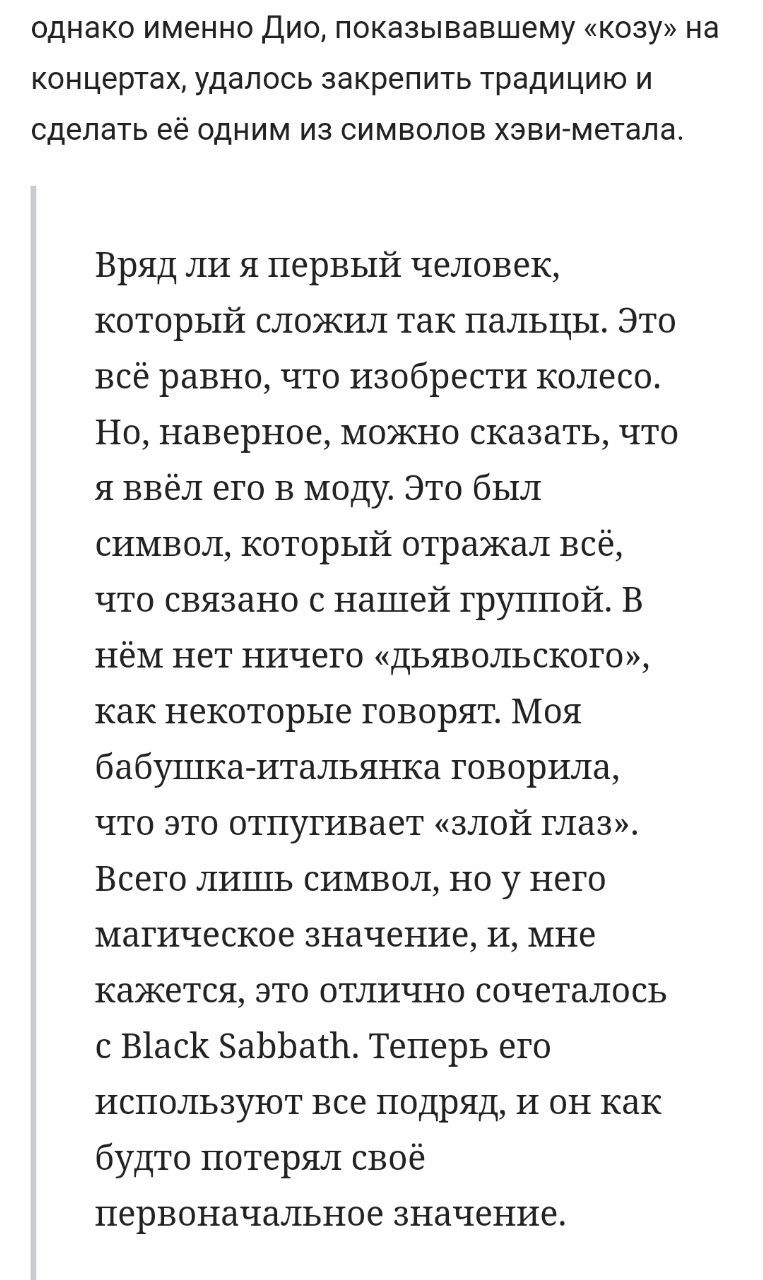 однако именно Дио, показывавшему «козу» на
концертах, удалось закрепить традицию и
сделать её одним из символов хэви-метала.
Вряд ли я первый человек,
который сложил так пальцы. Это
всё равно, что изобрести колесо.
Но, наверное, можно сказать, что
я ввёл его в моду. Это был
символ, который отражал всё,
что связано с нашей группой. В
нём нет ничего «дьявольского»,
как некоторые говорят. Моя
бабушка-итальянка говорила,
что это отпугивает «злой глаз».
Всего лишь символ, но у него
магическое значение, и, мне
кажется, это отлично сочеталось
с Black Sabbath. Теперь его
используют все подряд, и он как
будто потерял своё
первоначальное значение.